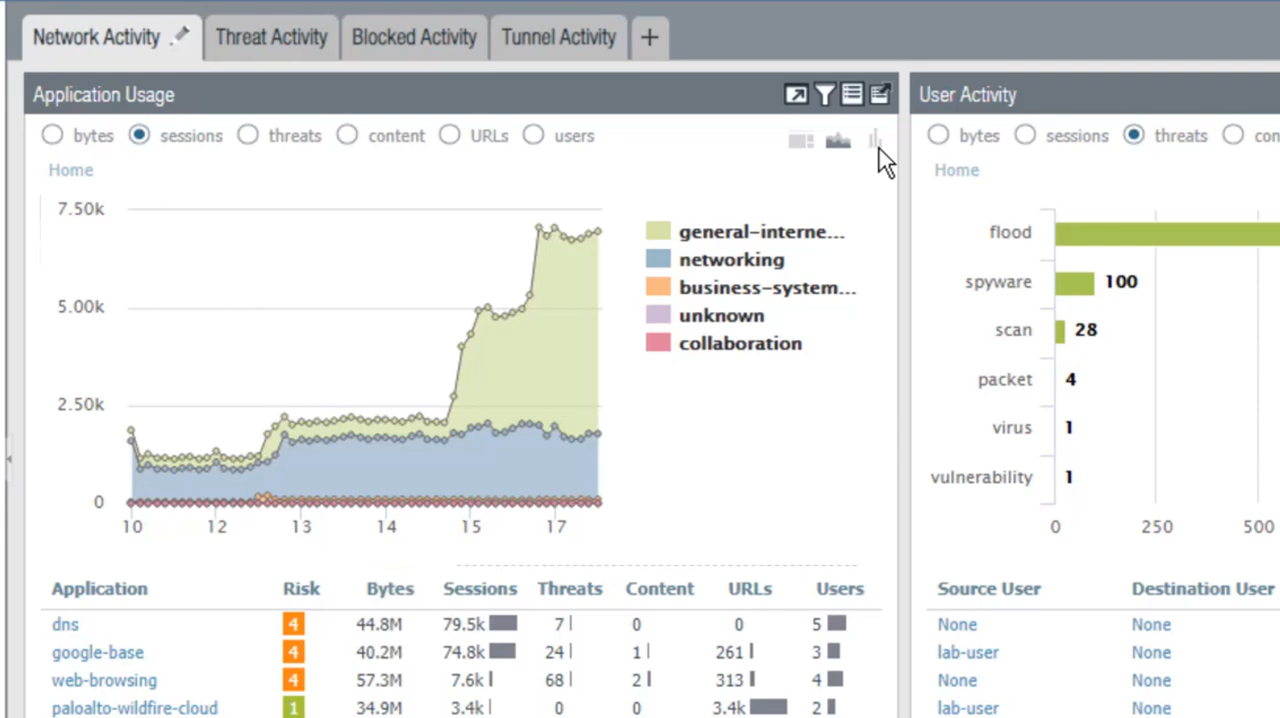 Network Activity
Threat Activity
Blocked Activity
Tunnel Activity
+
Application Usage
bytes sessions threats content URLs users
Home
7.50k
5.00k
2.50k
0
10 12 13 14 15 17
general-interne...
networking
business-system...
unknown
collaboration
Application Risk Bytes Sessions Threats Content URLs Users
dns 4 44.8M 79.5k 7 0 0 5
google-base 4 40.2M 74.8k 24 1 261 3
web-browsing 4 57.3M 7.6k 68 2 313 4
paloalto-wildfire-cloud 1 34.9M 3.4k 0 0 3.4k 2
User Activity
bytes sessions threats con
Home
flood
spyware 100
scan 28
packet 4
virus 1
vulnerability 1
0 250 500
Source User Destination User
None None
lab-user None
None None
lab-user None